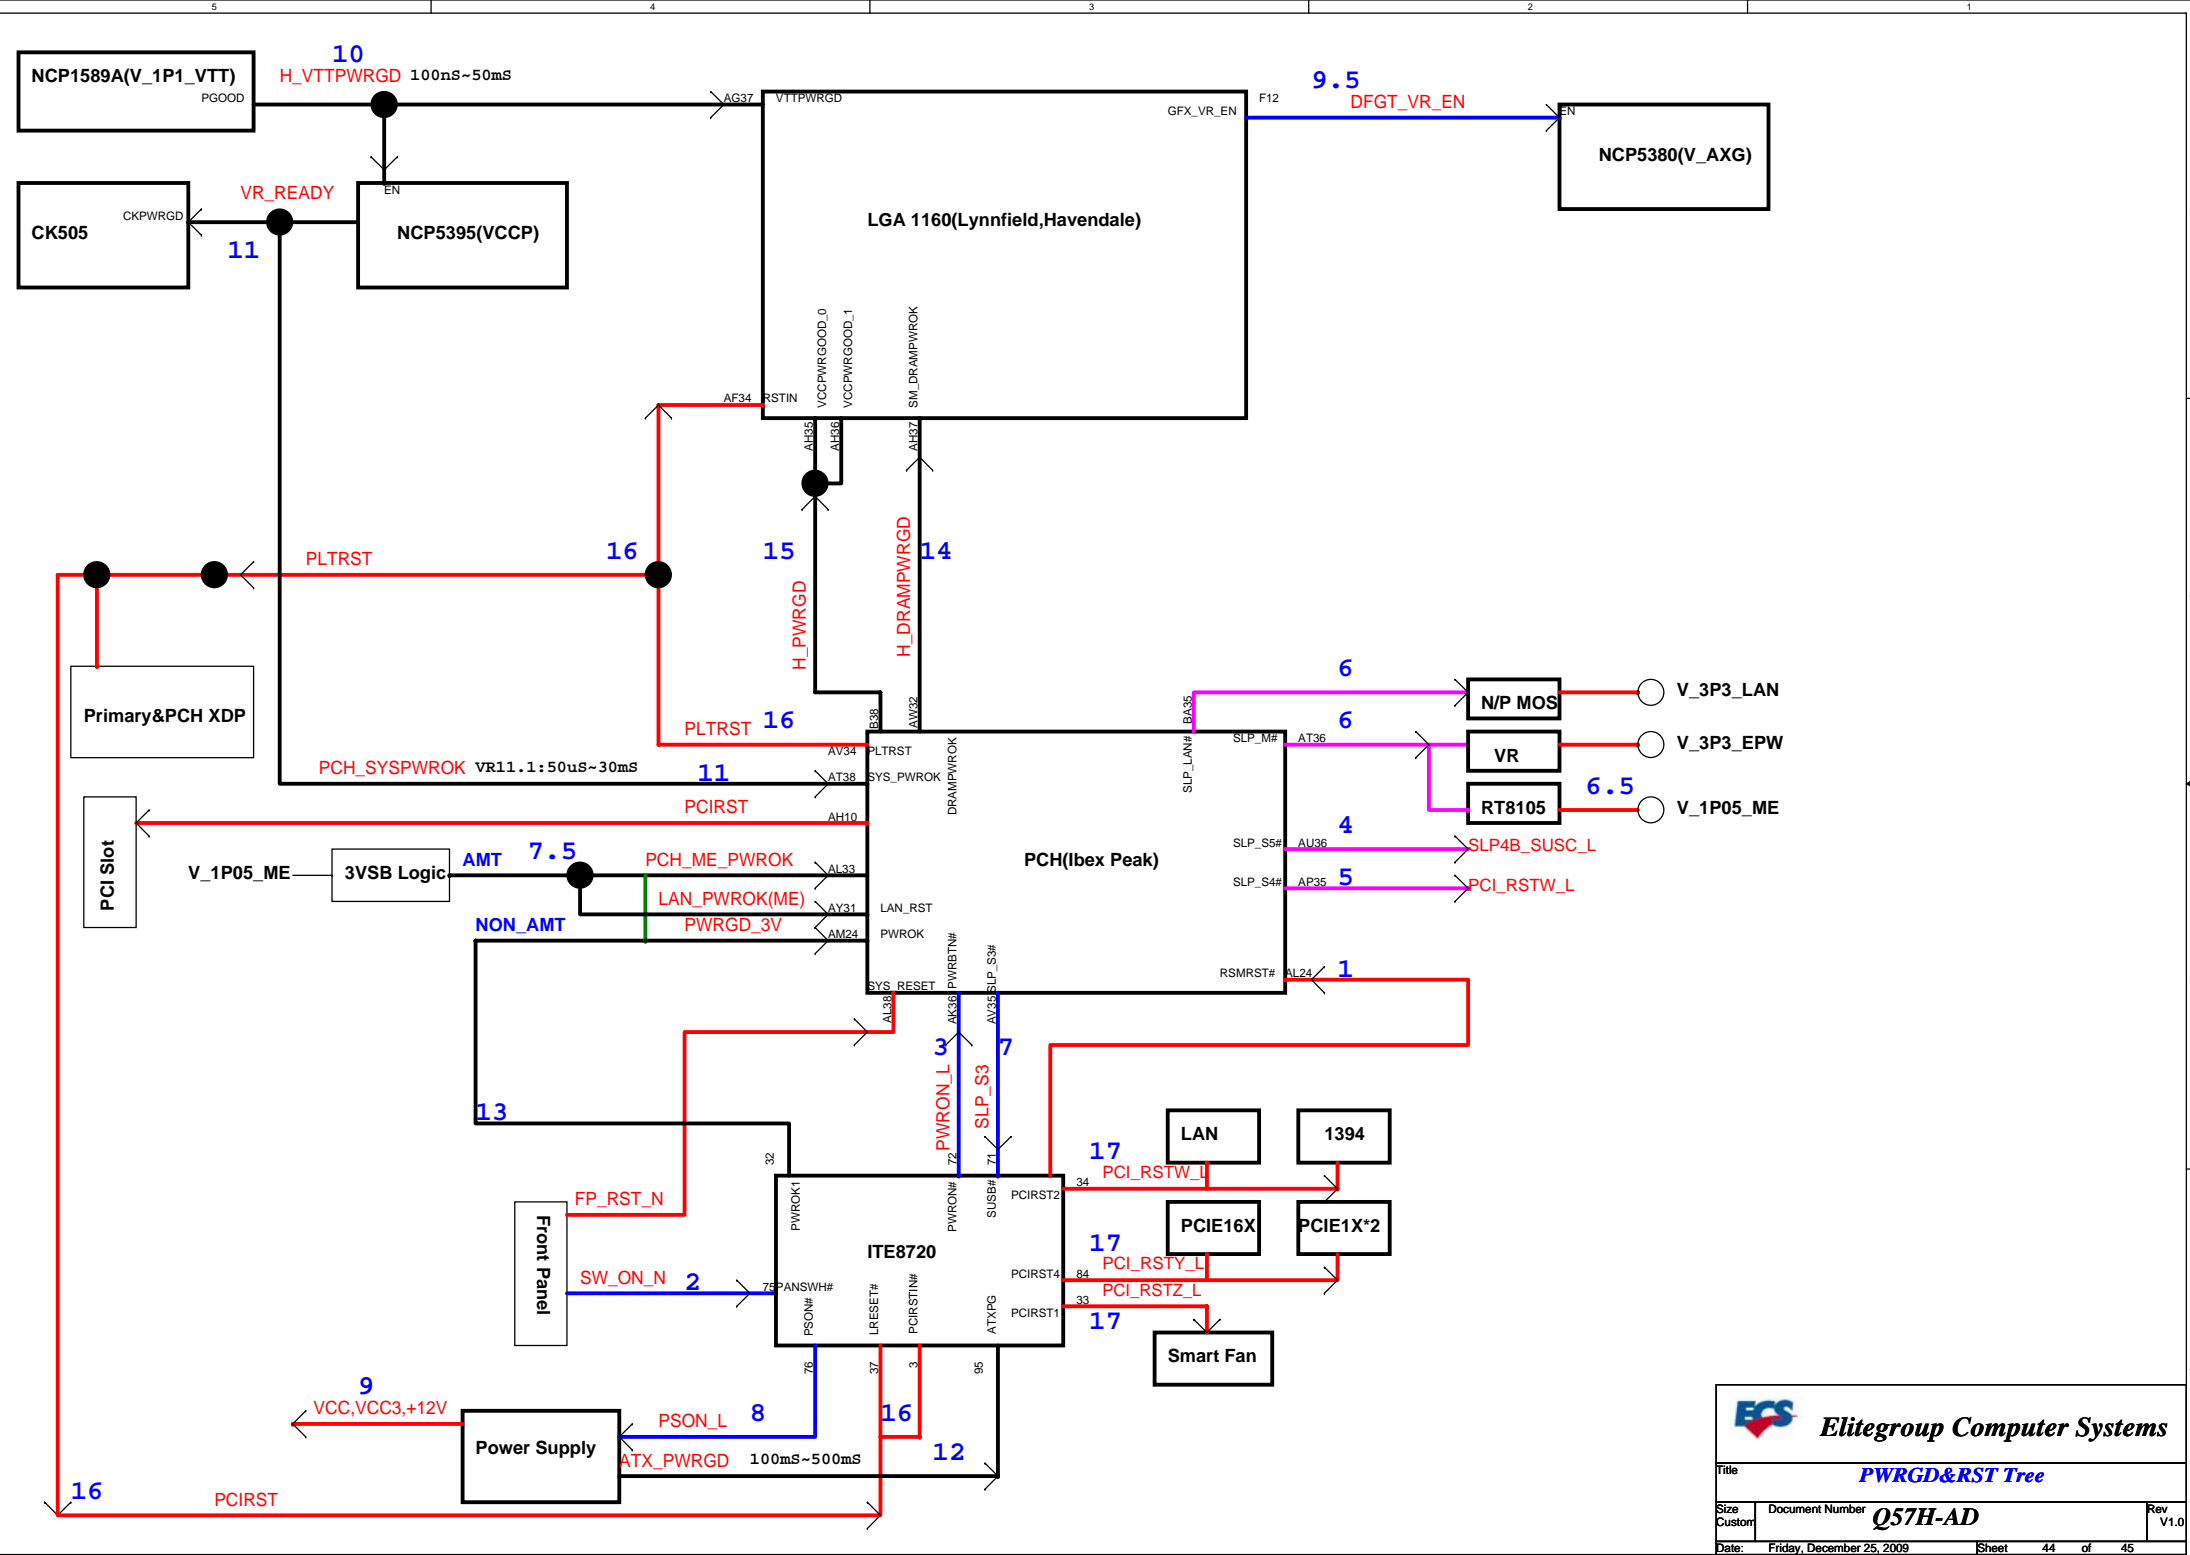 5 4 3 2 1
NCP1589A(V_1P1_VTT)
PGOOD
10
H_VTTPWRGD 100nS~50mS
AG37 VTTPWRGD
GFX_VR_EN F12
9.5
DFGT_VR_EN
EN
NCP5380(V_AXG)
CK505
CKPWRGD
VR_READY
11
EN
NCP5395(VCCP)
LGA 1160(Lynnfield,Havendale)
VCCPWRGOOD_0
VCCPWRGOOD_1
SM_DRAMPWROK
AF34 RSTIN
AH35
AH36
AH37
PLTRST
16
15
H_PWRGD
14
H_DRAMPWRGD
Primary&PCH XDP
PLTRST 16
B38
AW32
BA35
6
N/P MOS
V_3P3_LAN
AV34 PLTRST
DRAMPWROK
SLP_LAN#
SLP_M# AT36
6
VR
V_3P3_EPW
PCH_SYSPWROK VR11.1:50uS~30mS
11
AT38 SYS_PWROK
RT8105
6.5
V_1P05_ME
PCI Slot
PCIRST
AH10
PCH(Ibex Peak)
SLP_S5# AU36
4
SLP4B_SUSC_L
SLP_S4# AP35
5
PCI_RSTW_L
V_1P05_ME
3VSB Logic
AMT
7.5
PCH_ME_PWROK
AL33
LAN_PWROK(ME)
AY31 LAN_RST
NON_AMT
PWRGD_3V
AM24 PWROK
SYS_RESET
PWRBTN#
SLP_S3#
RSMRST# AL24
1
AL38
AK36
AV35
3
PWRON_L
7
SLP_S3
13
32
72
71
LAN
1394
17
PCI_RSTW_L
34
PWROK1
PWRON#
SUSB#
PCIRST2
ITE8720
Front Panel
FP_RST_N
SW_ON_N 2
75 PANSWH#
PCIE16X
PCIE1X*2
17
PCI_RSTY_L
PCIRST4 84
PCI_RSTZ_L
PCIRST1 33
17
Smart Fan
PSON#
LRESET#
PCIRSTIN#
ATXPG
76
37
3
95
9
VCC,VCC3,+12V
Power Supply
PSON_L 8
16
ATX_PWRGD 100mS~500mS
12
16
PCIRST
ECS
Elitegroup Computer Systems
Title
PWRGD&RST Tree
Size
Custom
Document Number
Q57H-AD
Rev
V1.0
Date: Friday, December 25, 2009 Sheet 44 of 45